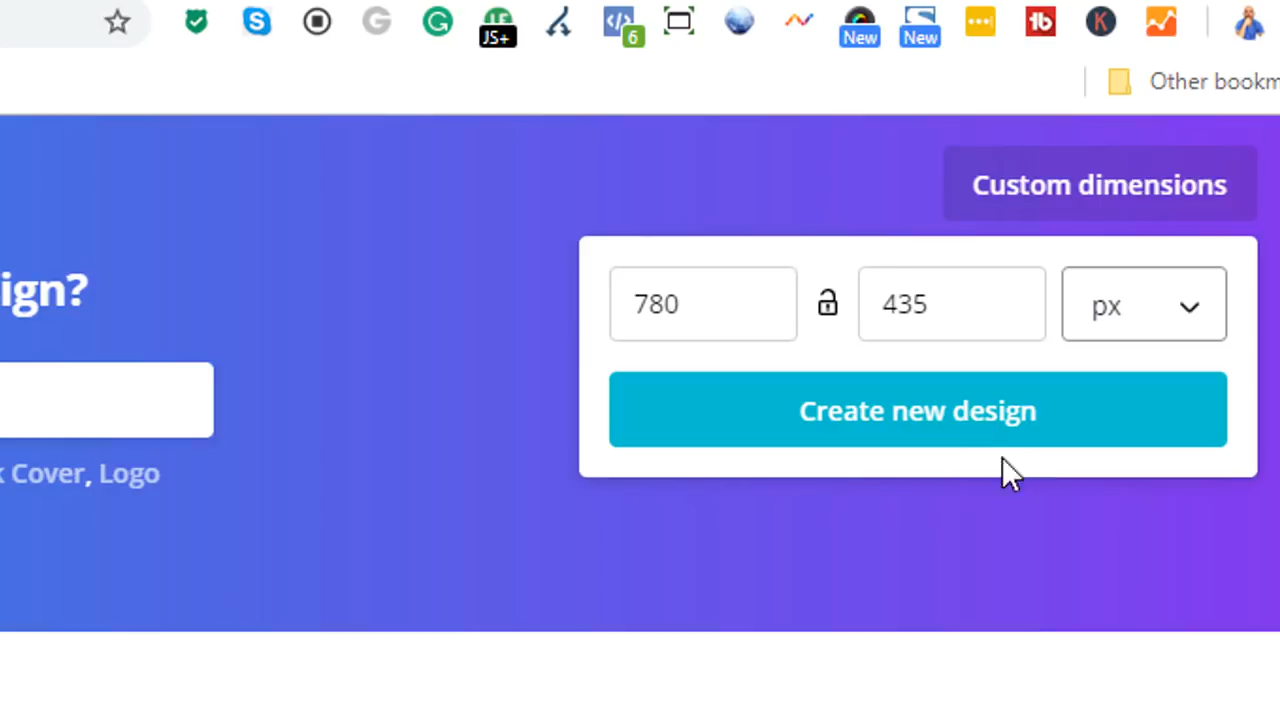 JS+
6
New
New
Other bookm
Custom dimensions
ign?
780
435
px
Create new design
k Cover, Logo